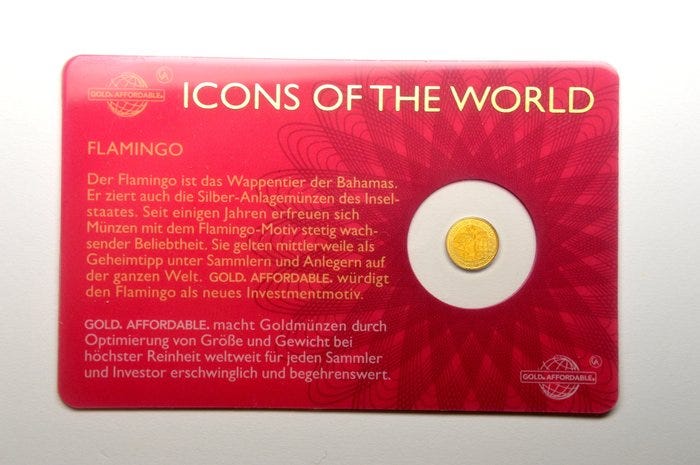 GOLD. AFFORDABLE.
ICONS OF THE WORLD
FLAMINGO
Der Flamingo ist das Wappentier der Bahamas.
Er ziert auch die Silber-Anlagemünzen des Insel-
staates. Seit einigen Jahren erfreuen sich
Münzen mit dem Flamingo-Motiv stetig wach-
sender Beliebtheit. Sie gelten mittlerweile als
Geheimtipp unter Sammlern und Anlegern auf
der ganzen Welt. GOLD. AFFORDABLE. würdigt
den Flamingo als neues Investmentmotiv.
GOLD. AFFORDABLE. macht Goldmünzen durch
Optimierung von Größe und Gewicht bei
höchster Reinheit weltweit für jeden Sammler
und Investor erschwinglich und begehrenswert.
GOLD. AFFORDABLE.